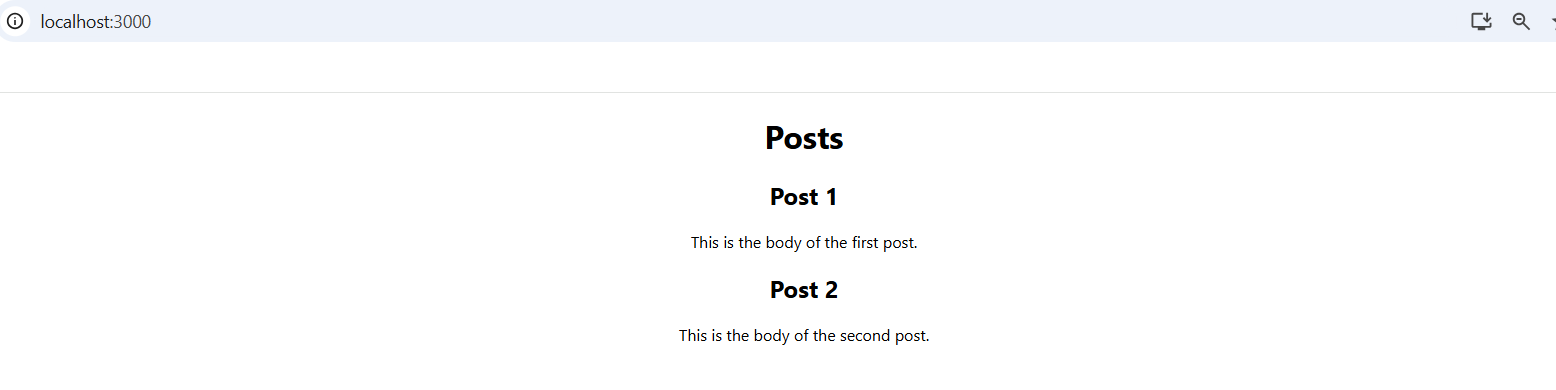 localhost:3000
Posts
Post 1
This is the body of the first post.
Post 2
This is the body of the second post.